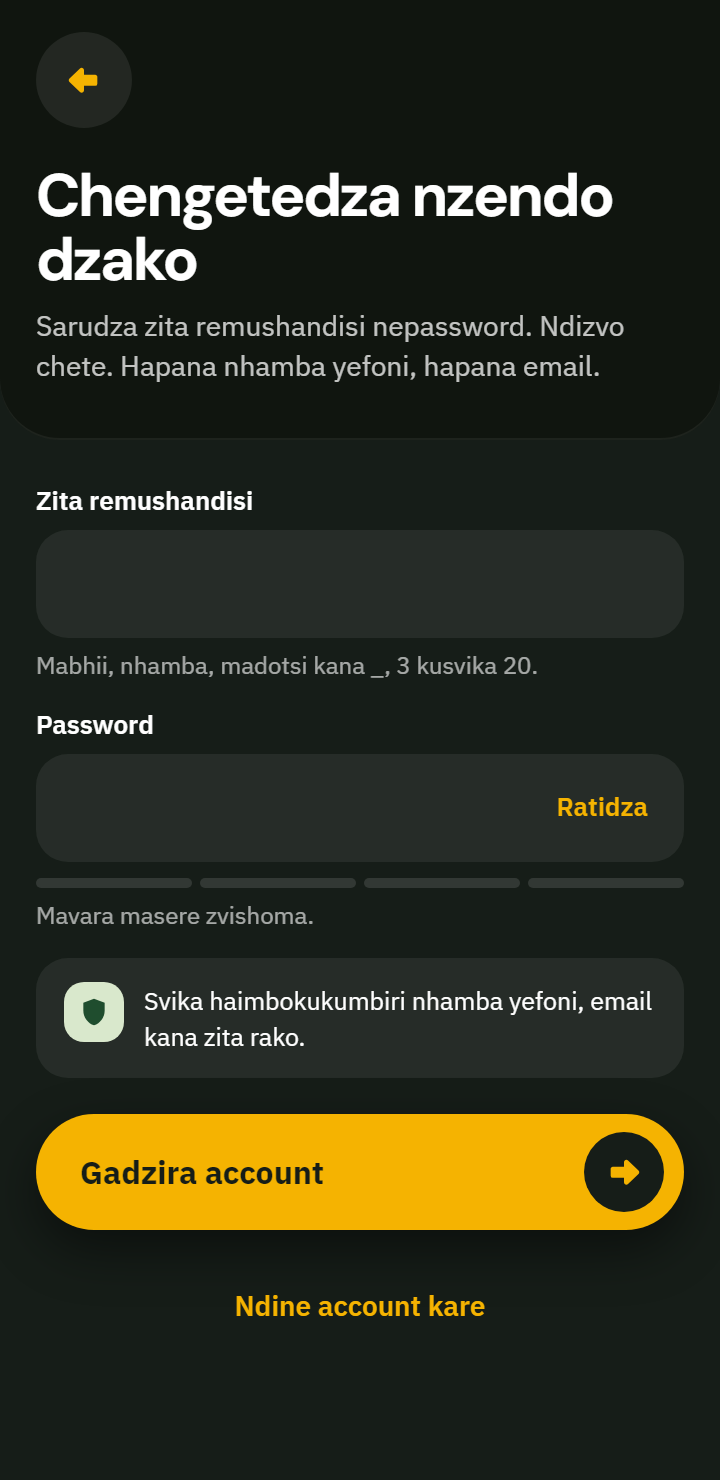 Chengetedza nzendo
dzako
Sarudza zita remushandisi nepassword. Ndizvo
chete. Hapana nhamba yefoni, hapana email.
Zita remushandisi
Mabhii, nhamba, madotsi kana _, 3 kusvika 20.
Password
Ratidza
Mavara masere zvishoma.
Svika haimbokukumbiri nhamba yefoni, email
kana zita rako.
Gadzira account
Ndine account kare